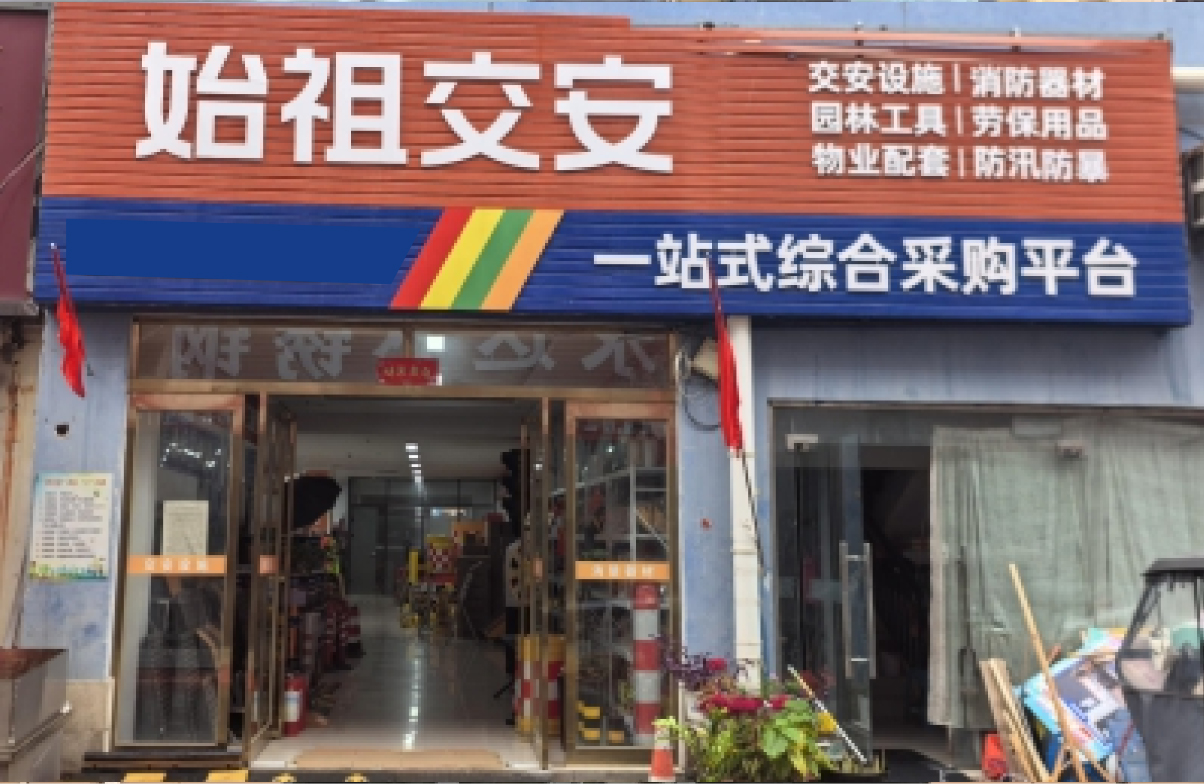 始祖交安
交安设施 | 消防器材
园林工具 | 劳保用品
物业配套 | 防汛防暴
一站式综合采购平台
交安设施
消防器材